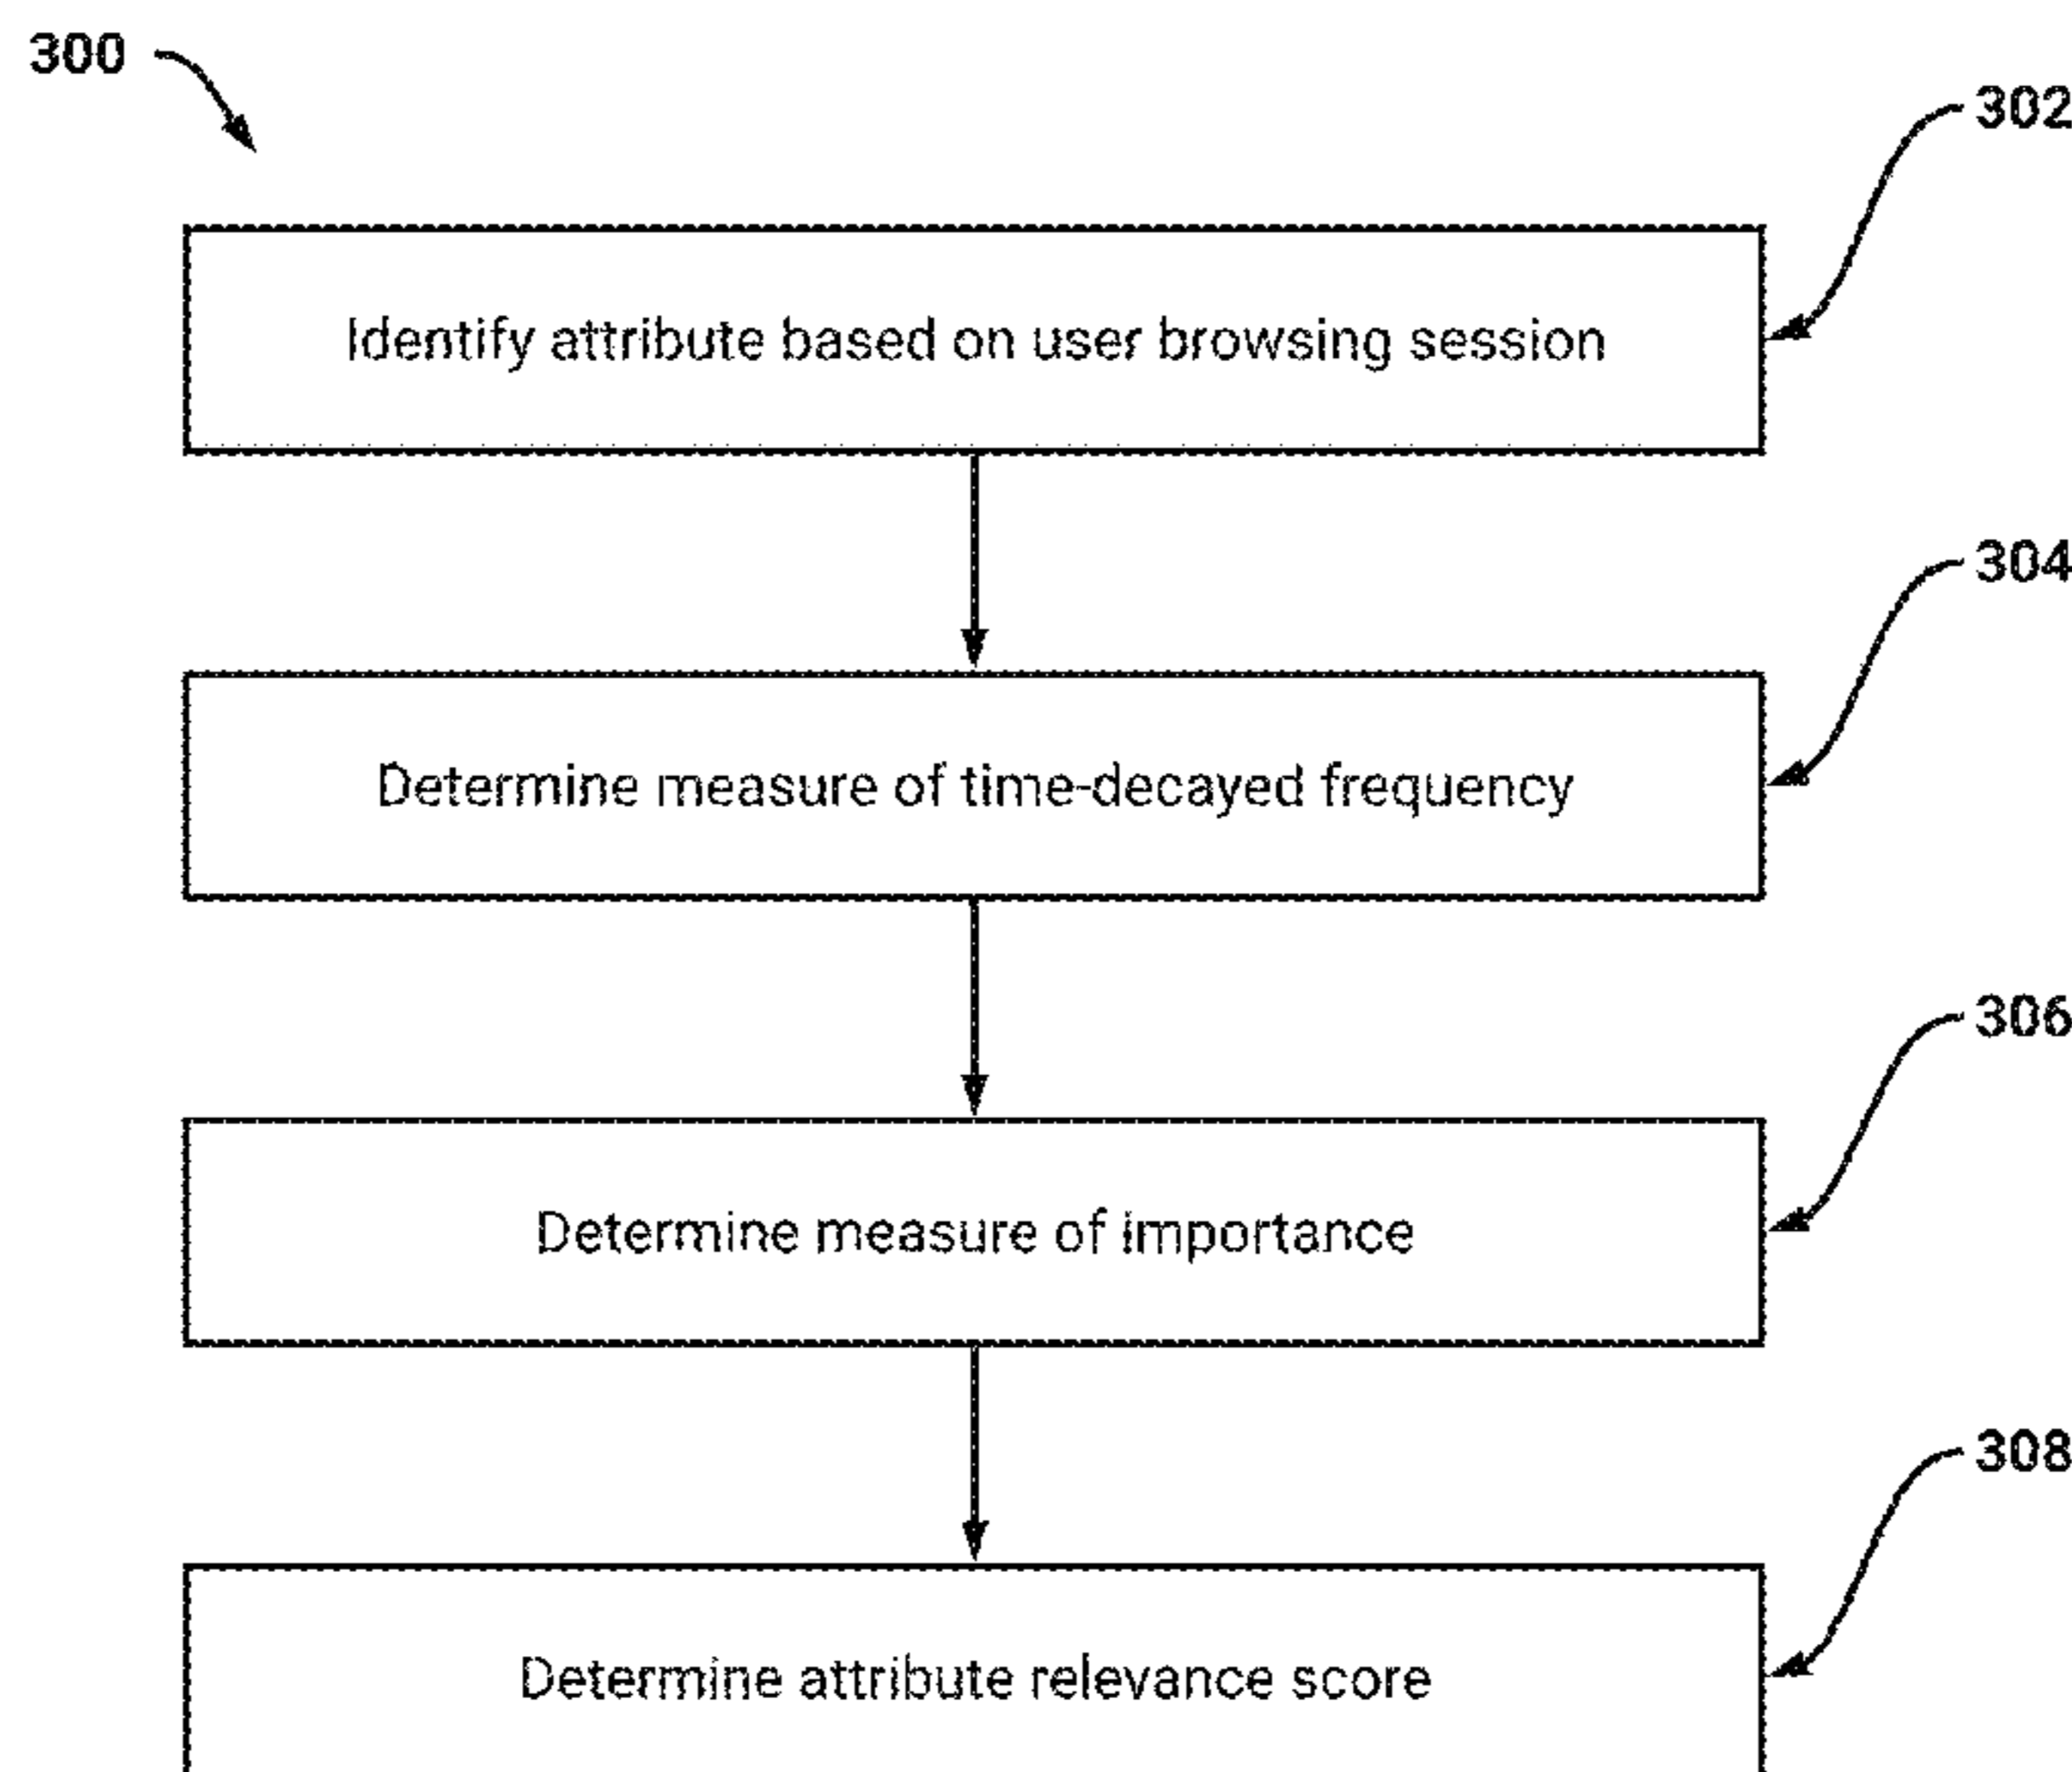 300
302
Identify attribute based on user browsing session
304
Determine measure of time-decayed frequency
306
Determine measure of importance
308
Determine attribute relevance score